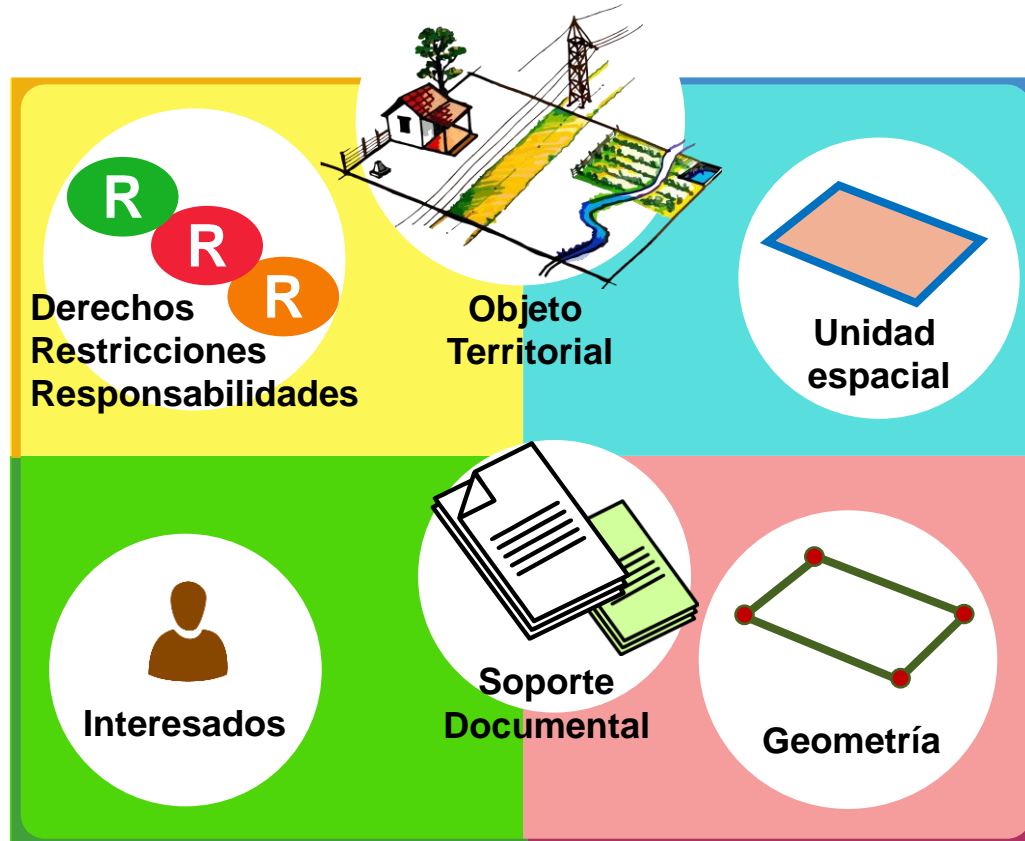 R
R
R
Derechos
Restricciones
Responsabilidades
Objeto
Territorial
Unidad
espacial
Interesados
Soporte
Documental
Geometría